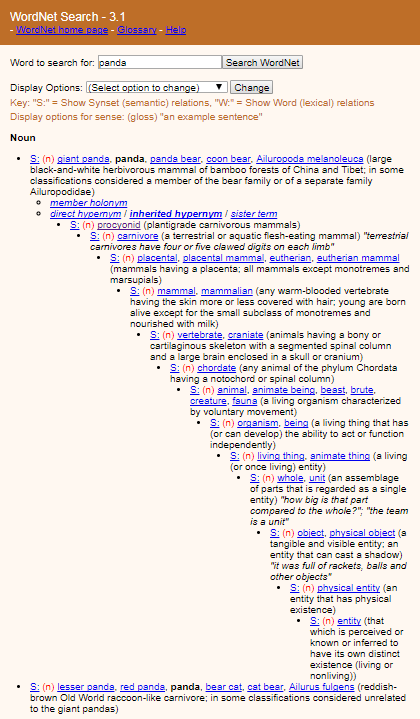 WordNet Search - 3.1
- WordNet home page - Glossary - Help
Word to search for: panda Search WordNet
Display Options: (Select option to change) Change
Key: "S:" = Show Synset (semantic) relations, "W:" = Show Word (lexical) relations
Display options for sense: (gloss) "an example sentence"
Noun
• S: (n) giant panda, panda, panda bear, coon bear, Ailuropoda melanoleuca (large
black-and-white herbivorous mammal of bamboo forests of China and Tibet; in some
classifications considered a member of the bear family or of a separate family
Ailuropodidae)
○ member holonym
○ direct hypernym / inherited hypernym / sister term
• S: (n) procyonid (plantigrade carnivorous mammals)
• S: (n) carnivore (a terrestrial or aquatic flesh-eating mammal) "terrestrial
carnivores have four or five clawed digits on each limb"
• S: (n) placental, placental mammal, eutherian, eutherian mammal
(mammals having a placenta; all mammals except monotremes and
marsupials)
• S: (n) mammal, mammalian (any warm-blooded vertebrate
having the skin more or less covered with hair; young are born
alive except for the small subclass of monotremes and
nourished with milk)
• S: (n) vertebrate, craniate (animals having a bony or
cartilaginous skeleton with a segmented spinal column
and a large brain enclosed in a skull or cranium)
• S: (n) chordate (any animal of the phylum Chordata
having a notochord or spinal column)
• S: (n) animal, animate being, beast, brute,
creature, fauna (a living organism characterized
by voluntary movement)
• S: (n) organism, being (a living thing that has
(or can develop) the ability to act or function
independently)
• S: (n) living thing, animate thing (a living
(or once living) entity)
• S: (n) whole, unit (an assemblage
of parts that is regarded as a single
entity) "how big is that part
compared to the whole?"; "the team
is a unit"
• S: (n) object, physical object (a
tangible and visible entity; an
entity that can cast a shadow)
"it was full of rackets, balls and
other objects"
• S: (n) physical entity (an
entity that has physical
existence)
• S: (n) entity (that
which is perceived or
known or inferred to
have its own distinct
existence (living or
nonliving))
• S: (n) lesser panda, red panda, panda, bear cat, cat bear, Ailurus fulgens (reddish-
brown Old World raccoon-like carnivore; in some classifications considered unrelated
to the giant pandas)